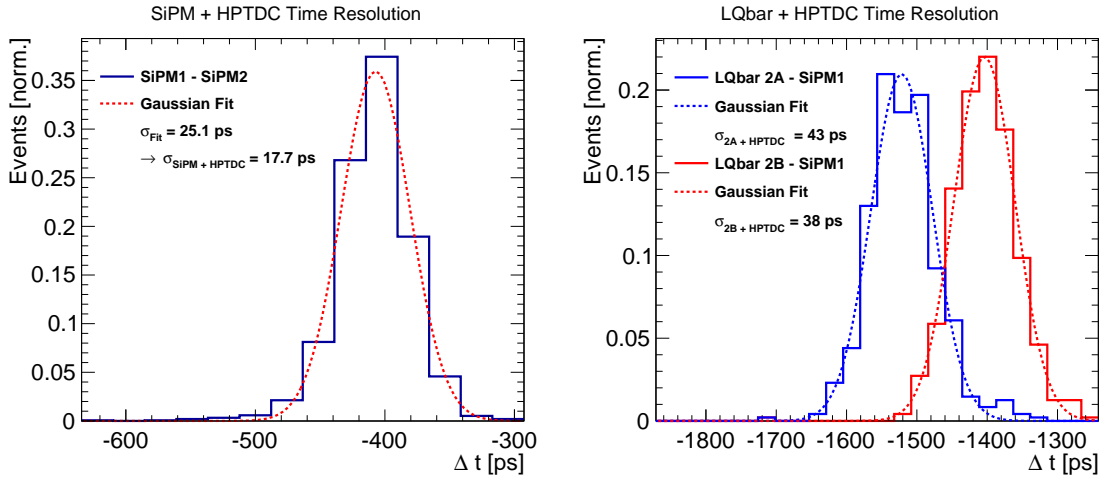 SiPM + HPTDC Time Resolution
Events [norm.]
0.35
0.3
0.25
0.2
0.15
0.1
0.05
0
SiPM1 - SiPM2
Gaussian Fit
σFit = 25.1 ps
→ σSiPM + HPTDC = 17.7 ps
-600 -500 -400 -300
Δ t [ps]
LQbar + HPTDC Time Resolution
Events [norm.]
0.2
0.15
0.1
0.05
0
LQbar 2A - SiPM1
Gaussian Fit
σ2A + HPTDC = 43 ps
LQbar 2B - SiPM1
Gaussian Fit
σ2B + HPTDC = 38 ps
-1800 -1700 -1600 -1500 -1400 -1300
Δ t [ps]